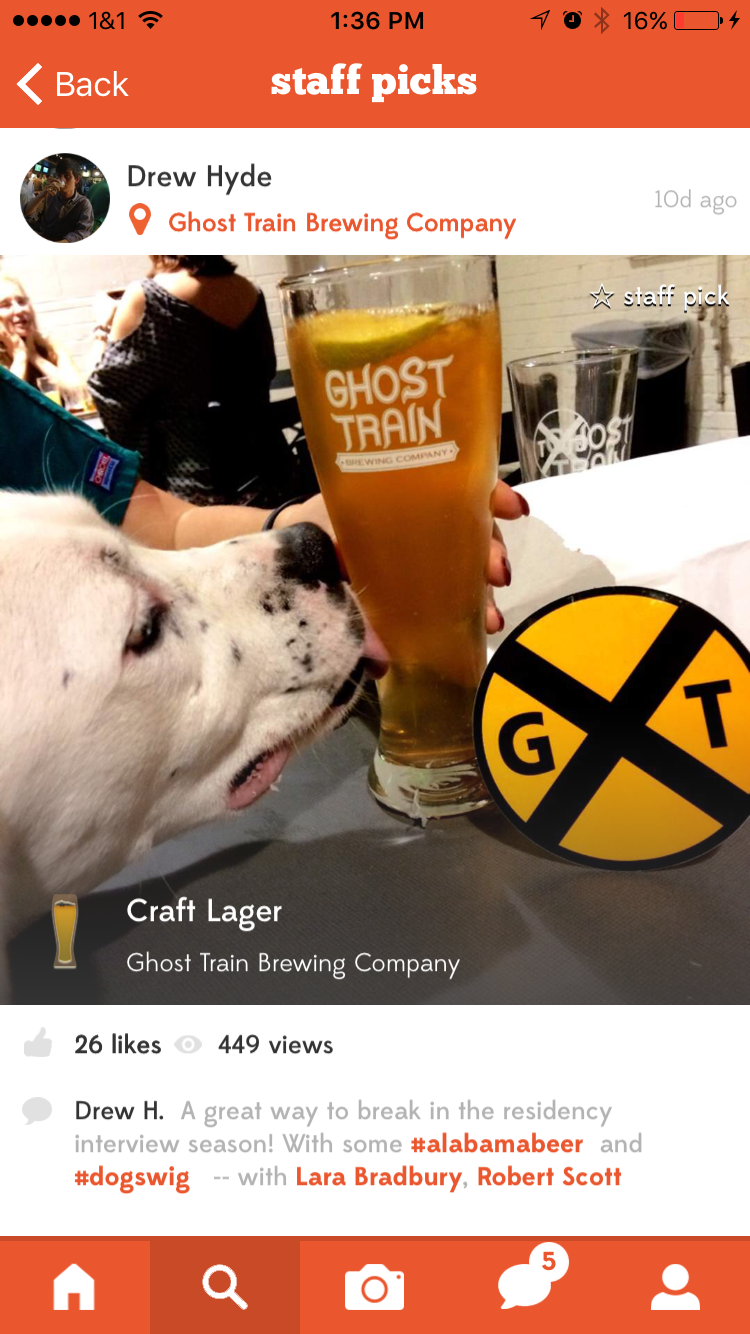 1&1 1:36 PM 16%
Back staff picks
Drew Hyde
Ghost Train Brewing Company
10d ago
staff pick
GHOST
TRAIN
BREWING COMPANY
GHOST
TRAIN
G T
Craft Lager
Ghost Train Brewing Company
26 likes 449 views
Drew H. A great way to break in the residency
interview season! With some #alabamabeer and
#dogswig -- with Lara Bradbury, Robert Scott
5